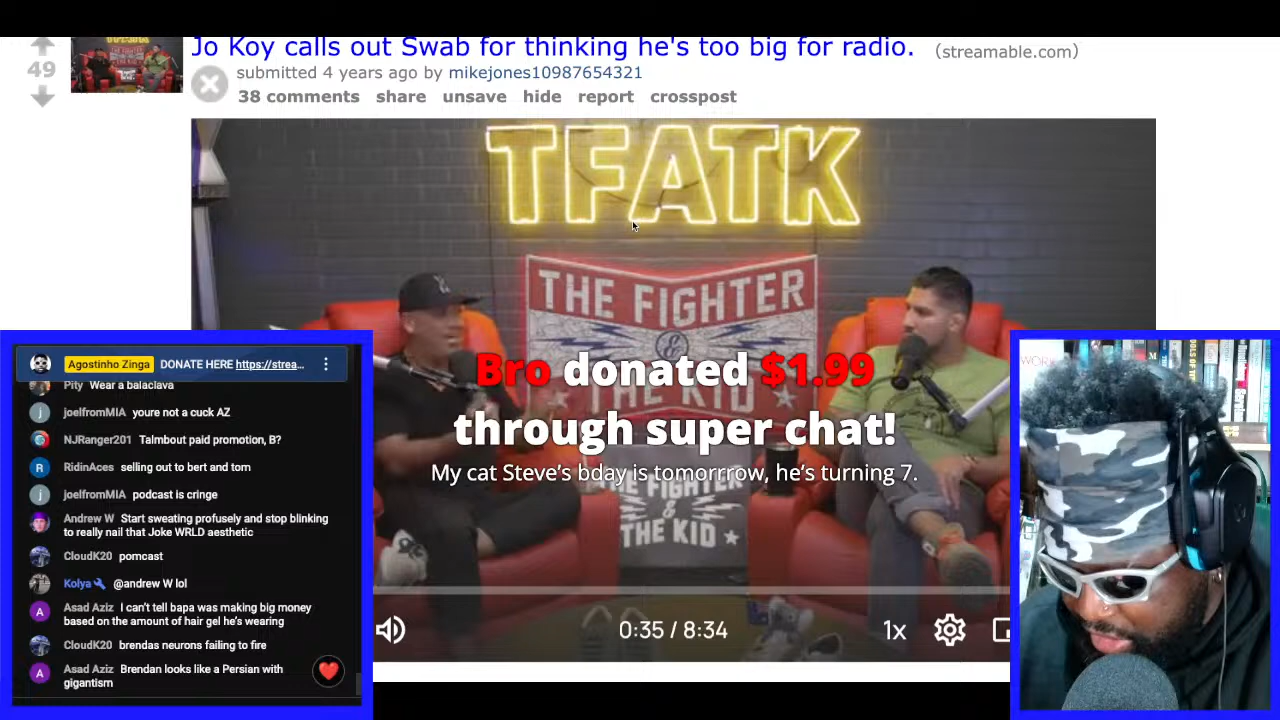 Jo Koy calls out Swab for thinking he's too big for radio. (streamable.com)
49
submitted 4 years ago by mikejones10987654321
38 comments share unsave hide report crosspost
TFATK
THE FIGHTER
&
THE KID
Bro donated $1.99
through super chat!
My cat Steve's bday is tomorrrow, he's turning 7.
THE FIGHTER
&
THE KID
0:35 / 8:34
1x
Agostinho Zinga DONATE HERE https://strea...
Pity Wear a balaclava
joelfromMIA youre not a cuck AZ
NJRanger201 Talmbout paid promotion, B?
RidinAces selling out to bert and tom
joelfromMIA podcast is cringe
Andrew W Start sweating profusely and stop blinking
to really nail that Joke WRLD aesthetic
CloudK20 pomcast
Kolya @andrew W lol
Asad Aziz I can't tell bapa was making big money
based on the amount of hair gel he's wearing
CloudK20 brendas neurons failing to fire
Asad Aziz Brendan looks like a Persian with
gigantism